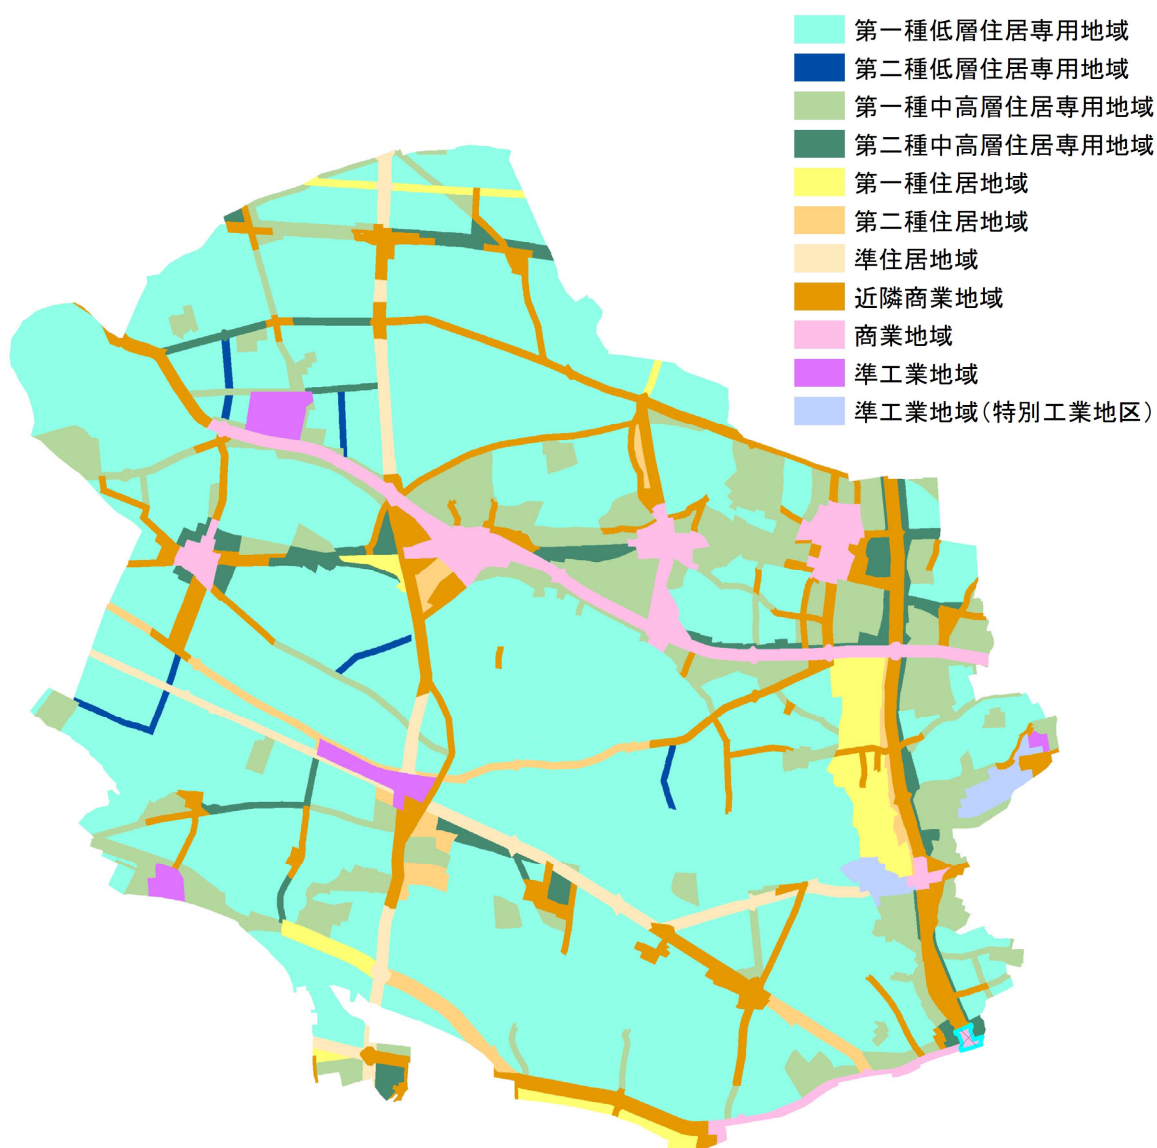 第一種低層住居専用地域
第二種低層住居専用地域
第一種中高層住居専用地域
第二種中高層住居専用地域
第一種住居地域
第二種住居地域
準住居地域
近隣商業地域
商業地域
準工業地域
準工業地域(特別工業地区)